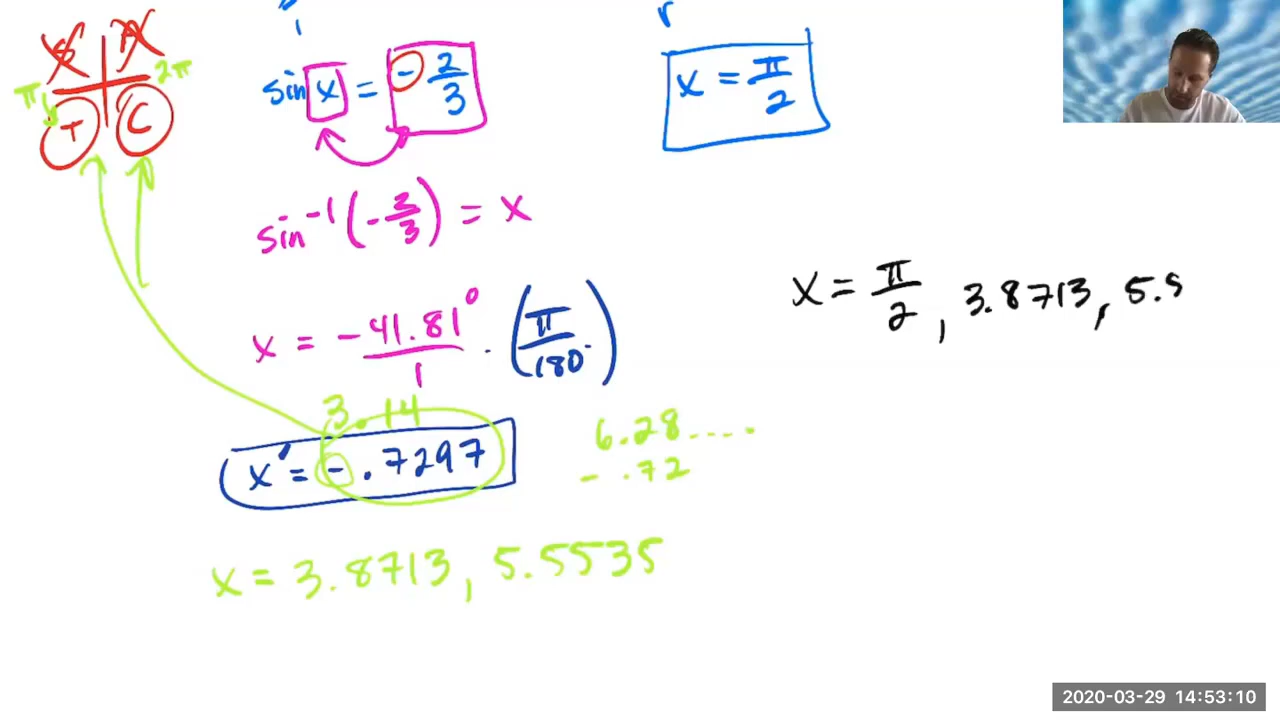 S A
π 2π
T C
sin x = - 2/3
sin⁻¹(-2/3) = x
x = -41.81°/1 · (π/180)
3.14
x' = -.7297
6.28....
- .72
x = 3.8713, 5.5535
r
x = π/2
x = π/2, 3.8713, 5.5
2020-03-29 14:53:10